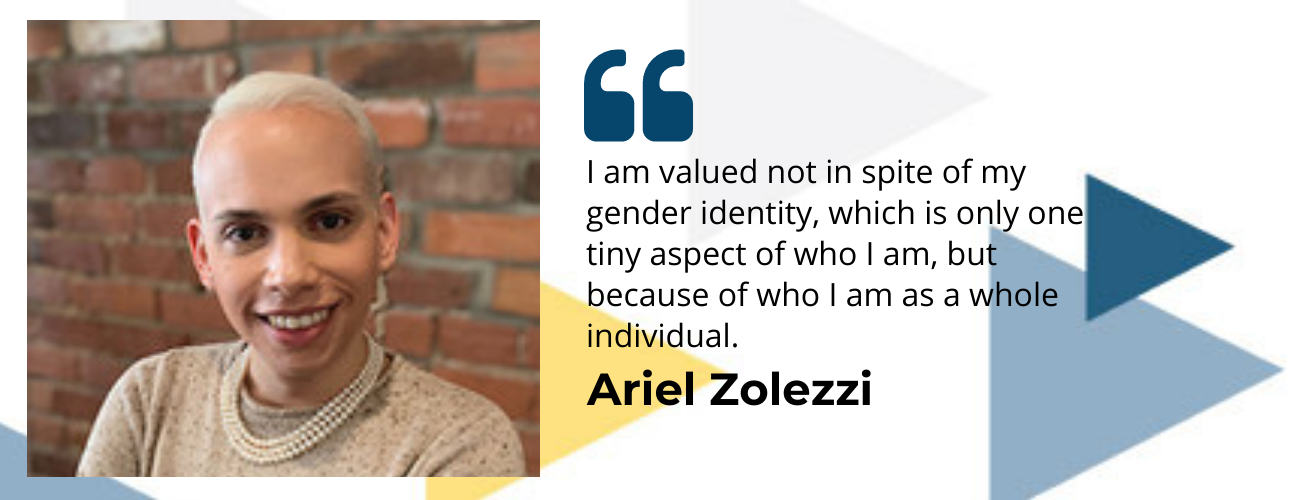 I am valued not in spite of my
gender identity, which is only one
tiny aspect of who I am, but
because of who I am as a whole
individual.
Ariel Zolezzi